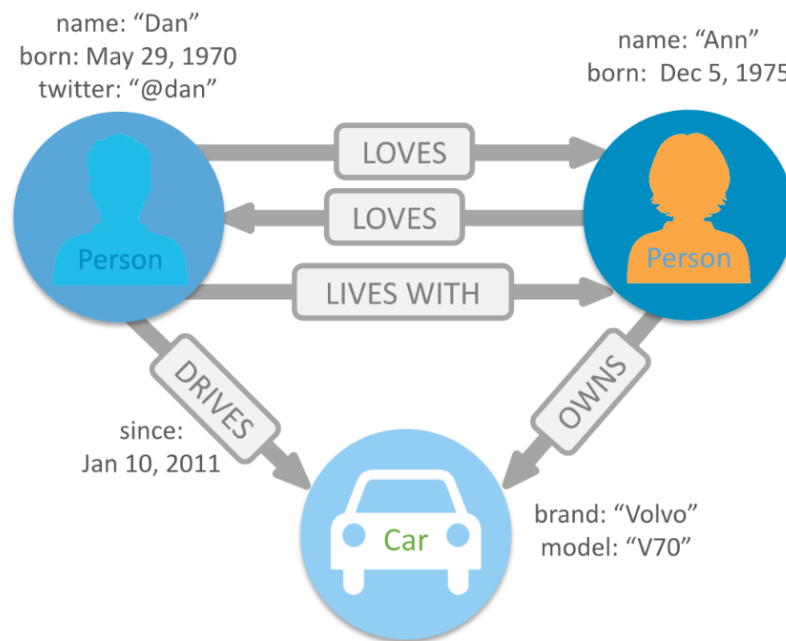 name: “Dan”
born: May 29, 1970
twitter: “@dan”
name: “Ann”
born:  Dec 5, 1975
LOVES
LOVES
Person
Person
LIVES WITH
DRIVES
OWNS
since:
Jan 10, 2011
brand: “Volvo”
model: “V70”
Car